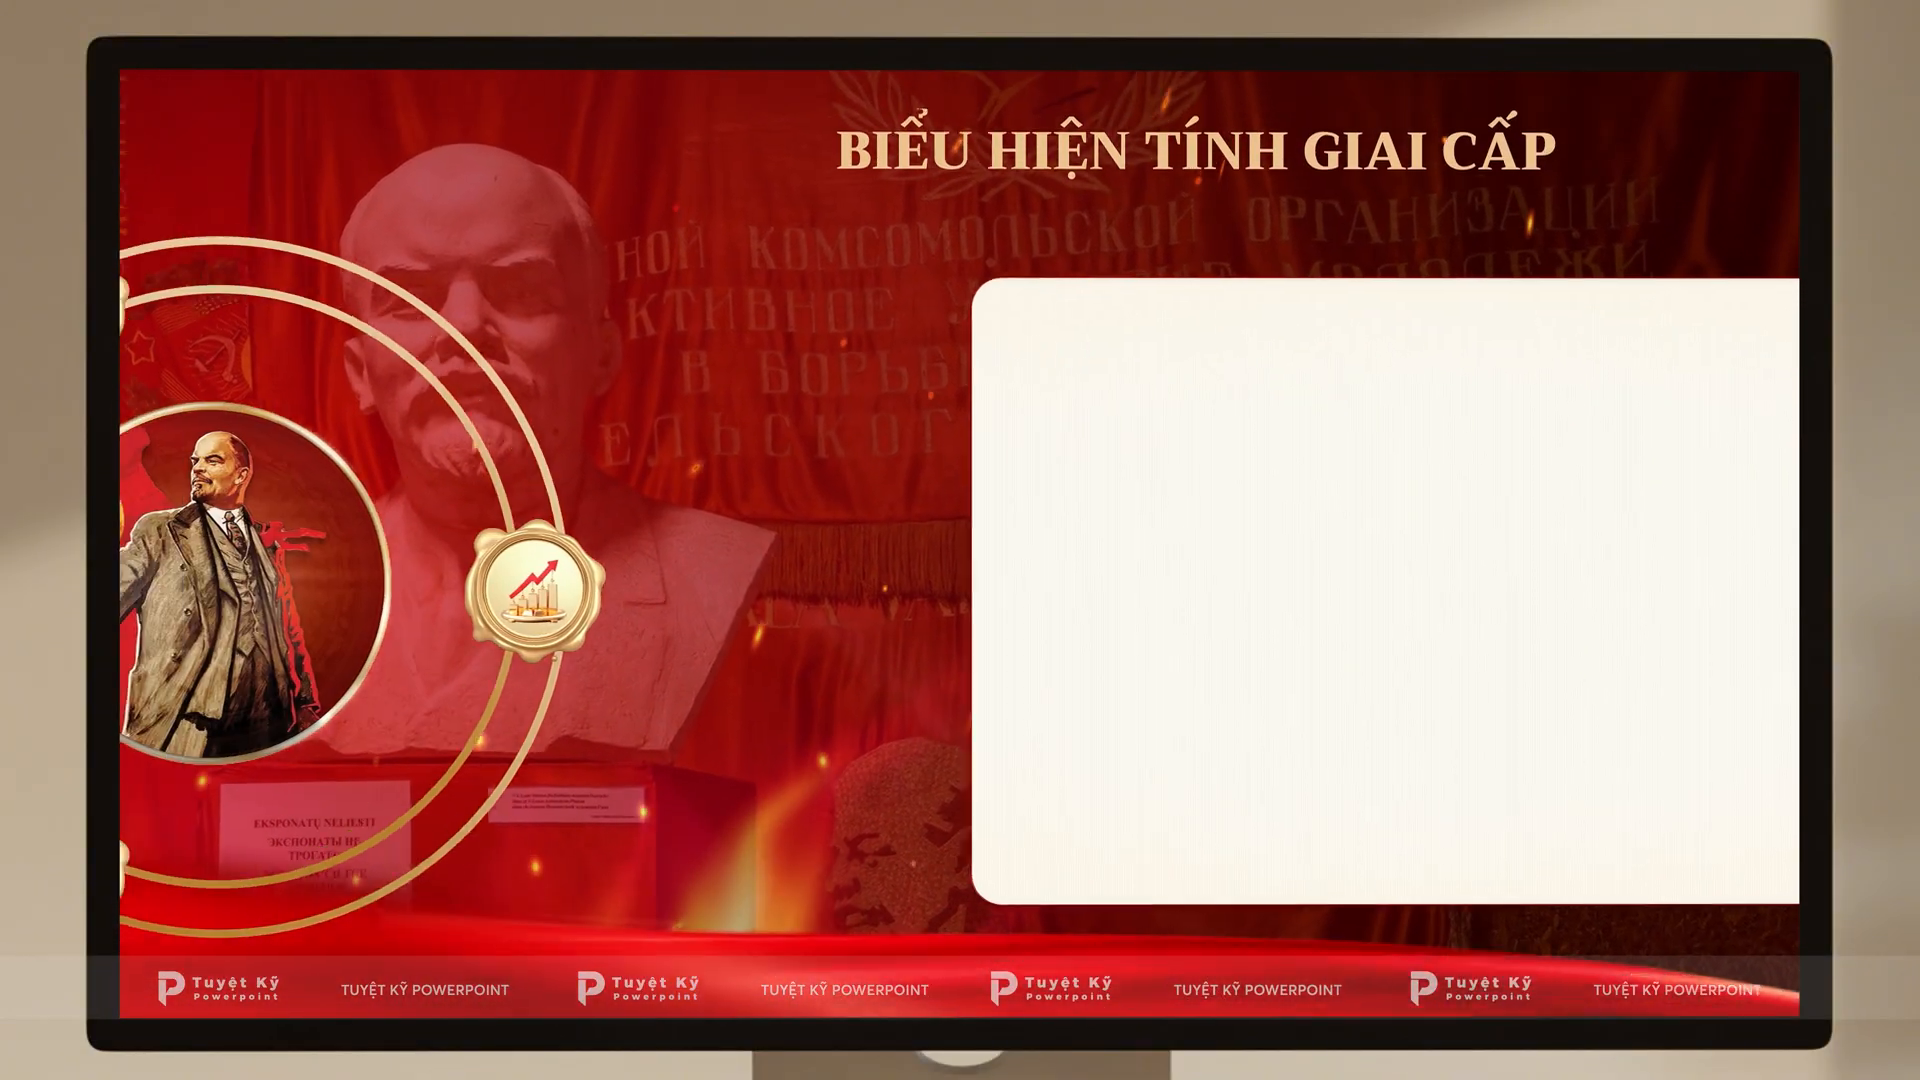 BIỂU HIỆN TÍNH GIAI CẤP
НОЙ КОМСОМОЛЬСКОЙ ОРГАНИЗАЦИИ
КТИВНОЕ
МОЛОДЕЖИ
В БОРЬБ
ЕЛЬСКОГ
EKSPONATŲ NELIESTI
ЭКСПОНАТЫ НЕ
ТРОГАТЬ
Tuyệt Kỹ
Powerpoint
TUYỆT KỸ POWERPOINT
Tuyệt Kỹ
Powerpoint
TUYỆT KỸ POWERPOINT
Tuyệt Kỹ
Powerpoint
TUYỆT KỸ POWERPOINT
Tuyệt Kỹ
Powerpoint
TUYỆT KỸ POWERPOINT